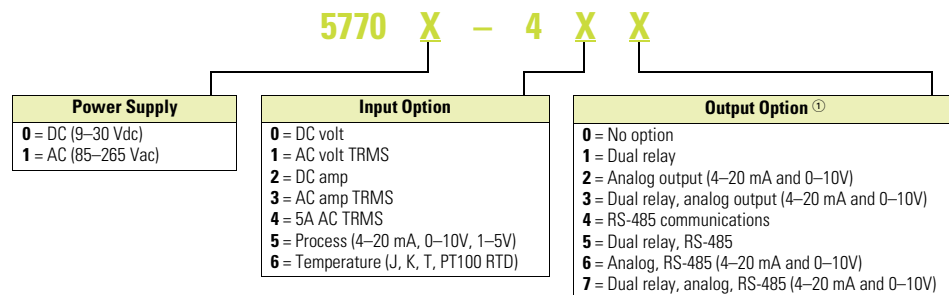 5770 X – 4 X X
Power Supply
0 = DC (9–30 Vdc)
1 = AC (85–265 Vac)
Input Option
0 = DC volt
1 = AC volt TRMS
2 = DC amp
3 = AC amp TRMS
4 = 5A AC TRMS
5 = Process (4–20 mA, 0–10V, 1–5V)
6 = Temperature (J, K, T, PT100 RTD)
Output Option ①
0 = No option
1 = Dual relay
2 = Analog output (4–20 mA and 0–10V)
3 = Dual relay, analog output (4–20 mA and 0–10V)
4 = RS-485 communications
5 = Dual relay, RS-485
6 = Analog, RS-485 (4–20 mA and 0–10V)
7 = Dual relay, analog, RS-485 (4–20 mA and 0–10V)